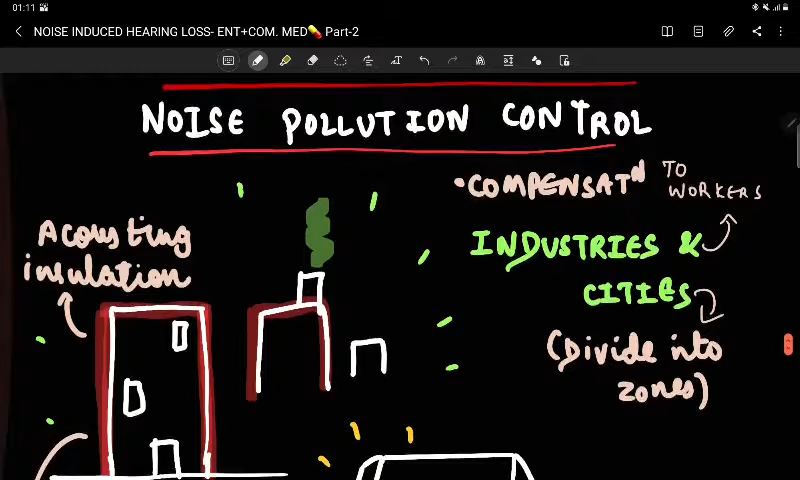 01:11
NOISE INDUCED HEARING LOSS- ENT+COM. MED💊 Part-2
NOISE POLLUTION CONTROL
•COMPENSATN TO WORKERS
INDUSTRIES &
CITIES
(Divide into
zones)
Acousting
insulation